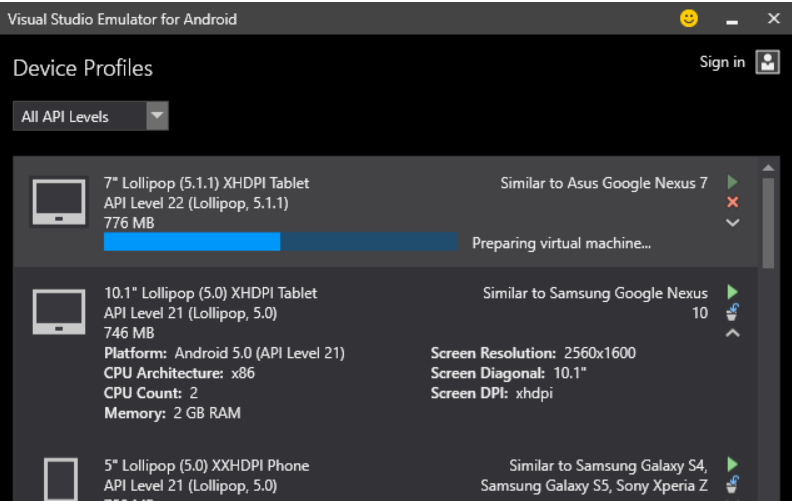 Visual Studio Emulator for Android
Device Profiles
Sign in
All API Levels
7" Lollipop (5.1.1) XHDPI Tablet
Similar to Asus Google Nexus 7
API Level 22 (Lollipop, 5.1.1)
776 MB
Preparing virtual machine...
10.1" Lollipop (5.0) XHDPI Tablet
Similar to Samsung Google Nexus
API Level 21 (Lollipop, 5.0)
10
746 MB
Platform: Android 5.0 (API Level 21)
Screen Resolution: 2560x1600
CPU Architecture: x86
Screen Diagonal: 10.1"
CPU Count: 2
Screen DPI: xhdpi
Memory: 2 GB RAM
5" Lollipop (5.0) XXHDPI Phone
Similar to Samsung Galaxy S4,
API Level 21 (Lollipop, 5.0)
Samsung Galaxy S5, Sony Xperia Z